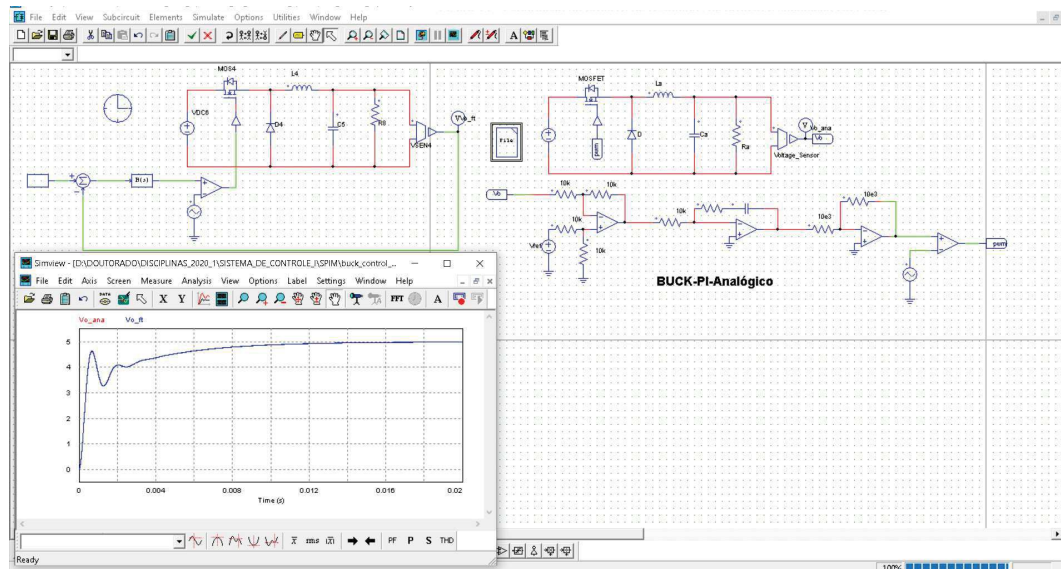 File Edit View Subcircuit Elements Simulate Options Utilities Window Help
MOS4
L4
VDC6
D4
C5
R8
Vo_ft
VSEN4
H(s)
MOSFET
La
File
pwm
D
Ca
Ra
Vo_ana
Vo
Voltage_Sensor
Vo
10k
10k
10k
Vref
10k
10k
10e3
10e3
pwm
BUCK-PI-Analógico
Simview - [D:\DOUTORADO\DISCIPLINAS_2020_1\SISTEMA_DE_CONTROLE_I\SPIM\buck_control_...
File Edit Axis Screen Measure Analysis View Options Label Settings Window Help
DATA
X Y
FFT
A
Vo_ana Vo_ft
5
4
3
2
1
0
0 0.004 0.008 0.012 0.016 0.02
Time (s)
x rms |x| PF P S THD
Ready
100%